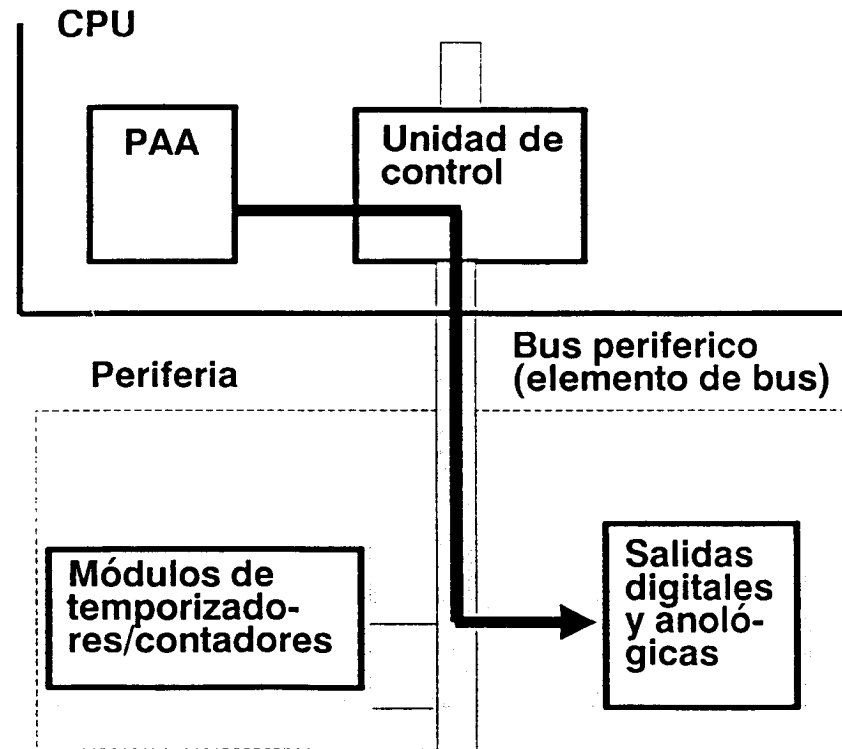 CPU
PAA
Unidad de
control
Periferia
Bus periferico
(elemento de bus)
Módulos de
temporizado-
res/contadores
Salidas
digitales
y anoló-
gicas